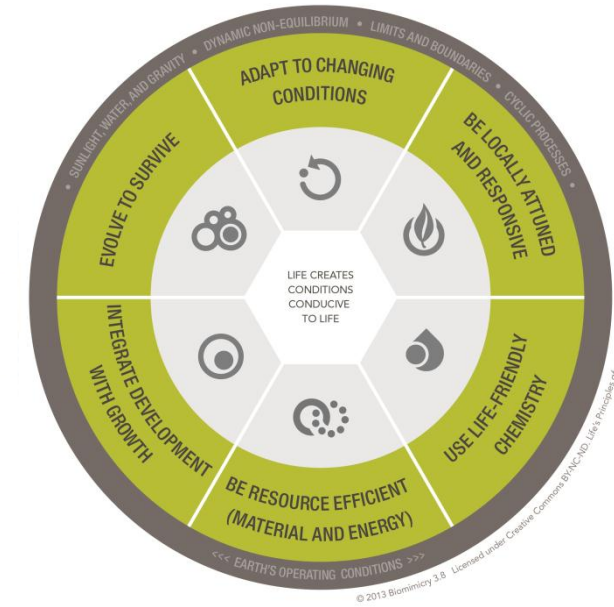 • SUNLIGHT, WATER, AND GRAVITY • DYNAMIC NON-EQUILIBRIUM • LIMITS AND BOUNDARIES • CYCLIC PROCESSES •
ADAPT TO CHANGING
CONDITIONS
BE LOCALLY ATTUNED
AND RESPONSIVE
USE LIFE-FRIENDLY
CHEMISTRY
BE RESOURCE EFFICIENT
(MATERIAL AND ENERGY)
INTEGRATE DEVELOPMENT
WITH GROWTH
EVOLVE TO SURVIVE
LIFE CREATES
CONDITIONS
CONDUCIVE
TO LIFE
<<< EARTH'S OPERATING CONDITIONS >>>
© 2013 Biomimicry 3.8 Licensed under Creative Commons BY-NC-ND. Life's Principles of